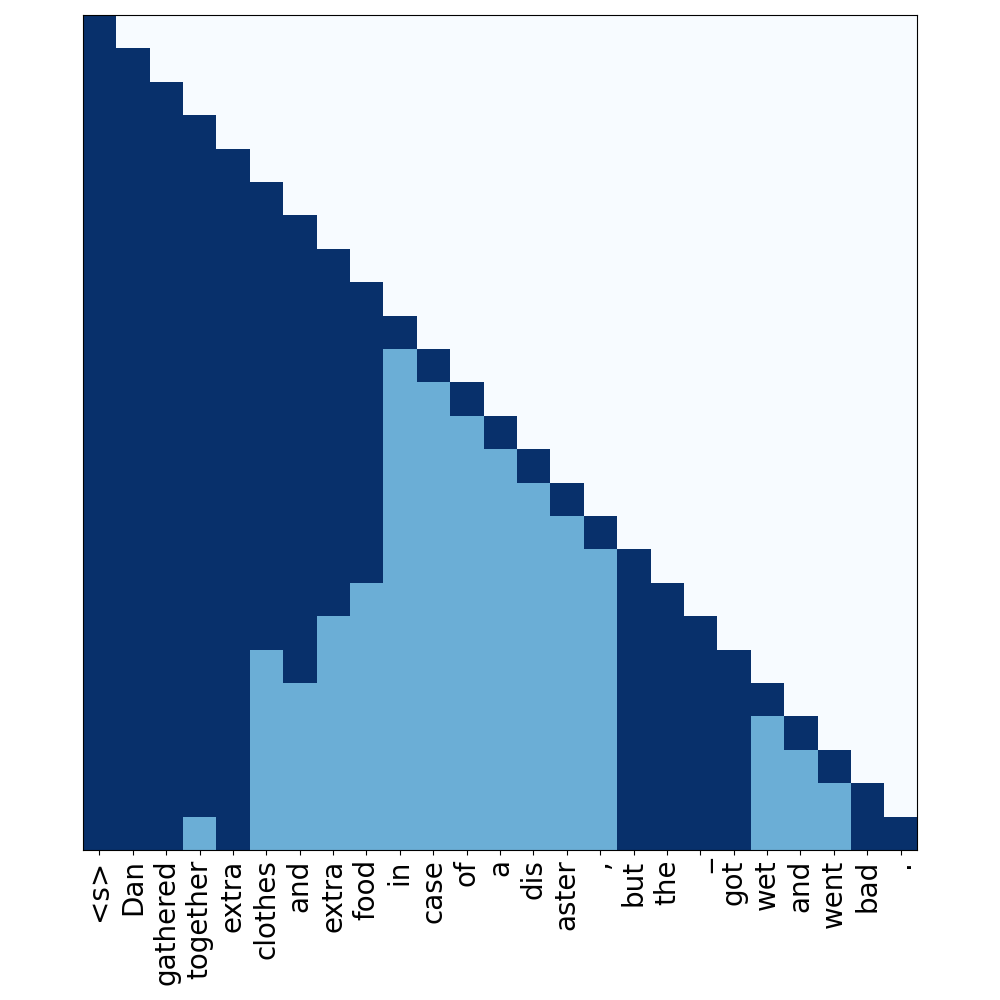 <s>
Dan
gathered
together
extra
clothes
and
extra
food
in
case
of
a
dis
aster
,
but
the
_
got
wet
and
went
bad
.